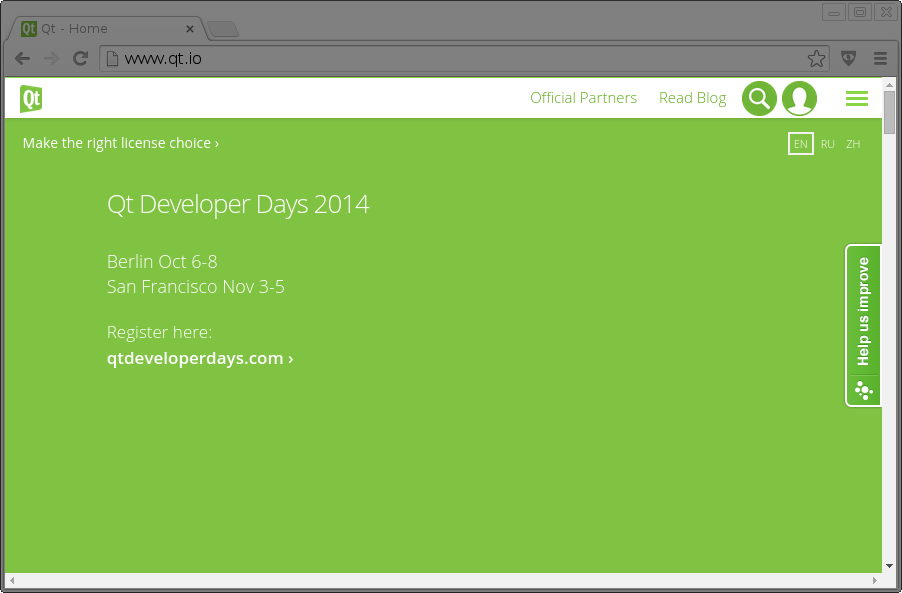 Qt Qt - Home
www.qt.io
Qt Official Partners Read Blog
Make the right license choice › EN RU ZH
Qt Developer Days 2014
Berlin Oct 6-8
San Francisco Nov 3-5
Register here:
qtdeveloperdays.com ›
Help us improve